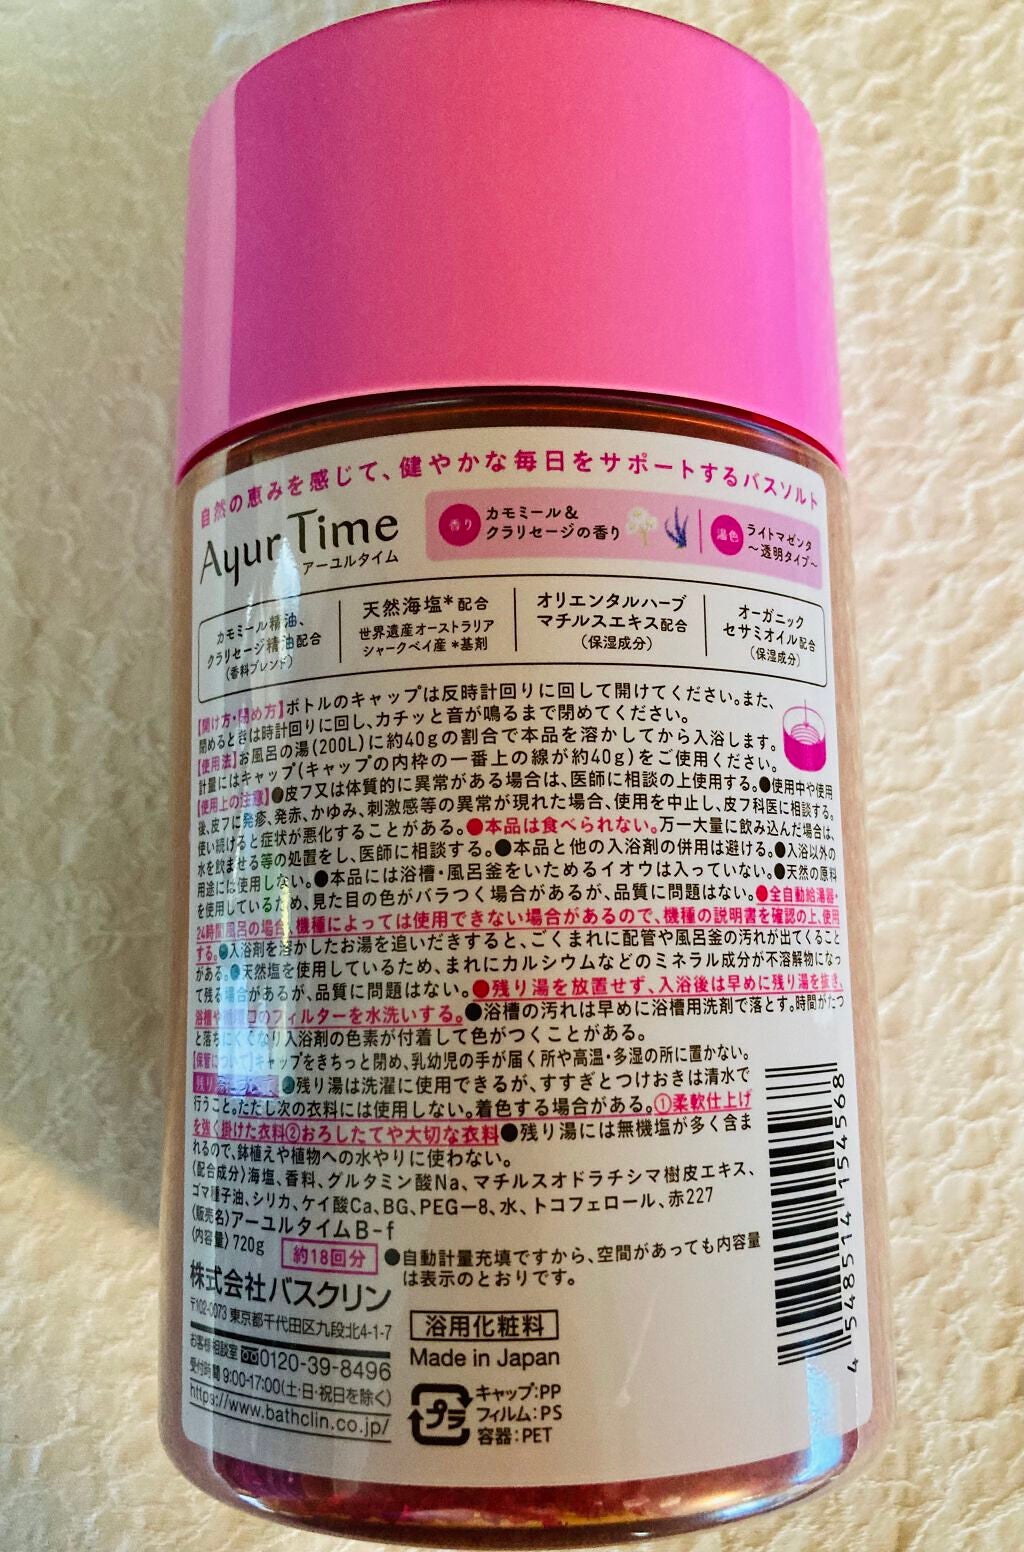 自然の恵みを感じて、健やかな毎日をサポートするバスソルト
Ayur Time
アーユルタイム
香り
カモミール＆
クラリセージの香り
湯色
ライトマゼンタ
～透明タイプ～
カモミール精油、
クラリセージ精油配合
（香料ブレンド）
天然海塩*配合
世界遺産オーストラリア
シャークベイ産 *基剤
オリエンタルハーブ
マチルスエキス配合
（保湿成分）
オーガニック
セサミオイル配合
（保湿成分）
【開け方・閉め方】ボトルのキャップは反時計回りに回して開けてください。また、
閉めるときは時計回りに回し、カチッと音が鳴るまで閉めてください。
【使用法】お風呂の湯(200L)に約40gの割合で本品を溶かしてから入浴します。
計量にはキャップ(キャップの内枠の一番上の線が約40g)をご使用ください。
【使用上の注意】●皮フ又は体質的に異常がある場合は、医師に相談の上使用する。●使用中や使用
後、皮フに発疹、発赤、かゆみ、刺激感等の異常が現れた場合、使用を中止し、皮フ科医に相談する。
使い続けると症状が悪化することがある。●本品は食べられない。万一大量に飲み込んだ場合は、
水を飲ませる等の処置をし、医師に相談する。●本品と他の入浴剤の併用は避ける。●入浴以外の
用途には使用しない。●本品には浴槽・風呂釜をいためるイオウは入っていない。●天然の原料
を使用しているため、見た目の色がバラつく場合があるが、品質に問題はない。●全自動給湯器・
24時間風呂の場合、機種によっては使用できない場合があるので、機種の説明書を確認の上、使用
する。●入浴剤を溶かしたお湯を追いだきすると、ごくまれに配管や風呂釜の汚れが出てくること
がある。●天然塩を使用しているため、まれにカルシウムなどのミネラル成分が不溶解物になっ
て残る場合があるが、品質に問題はない。●残り湯を放置せず、入浴後は早めに残り湯を抜き、
浴槽や循環口のフィルターを水洗いする。●浴槽の汚れは早めに浴槽用洗剤で落とす。時間がたつ
と落ちにくくなり入浴剤の色素が付着して色がつくことがある。
【保管について】キャップをきちっと閉め、乳幼児の手が届く所や高温・多湿の所に置かない。
●残り湯は洗濯に使用できるが、すすぎとつけおきは清水で
行うこと。ただし次の衣料には使用しない。着色する場合がある。①柔軟仕上げ
を強く掛けた衣料②おろしたてや大切な衣料●残り湯には無機塩が多く含ま
れるので、鉢植えや植物への水やりに使わない。
〈配合成分〉海塩、香料、グルタミン酸Na、マチルスオドラチシマ樹皮エキス、
ゴマ種子油、シリカ、ケイ酸Ca、BG、PEG-8、水、トコフェロール、赤227
〈販売名〉アーユルタイムB-f
〈内容量〉720g
約18回分
●自動計量充填ですから、空間があっても内容量
は表示のとおりです。
株式会社バスクリン
〒102-0073 東京都千代田区九段北4-1-7
お客様相談室 0120-39-8496
受付時間 9:00-17:00(土・日・祝日を除く)
https://www.bathclin.co.jp/
浴用化粧料
Made in Japan
プラ
キャップ:PP
フィルム:PS
容器:PET
4 548514 154568